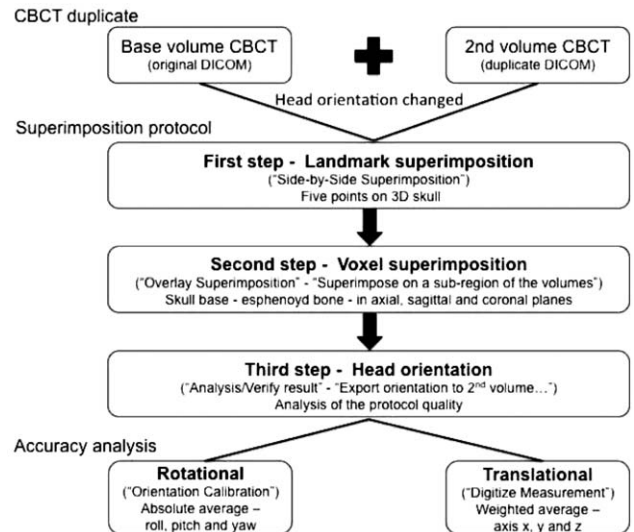 CBCT duplicate
Base volume CBCT
(original DICOM)
2nd volume CBCT
(duplicate DICOM)
Head orientation changed
Superimposition protocol
First step - Landmark superimposition
("Side-by-Side Superimposition")
Five points on 3D skull
Second step - Voxel superimposition
("Overlay Superimposition" - "Superimpose on a sub-region of the volumes")
Skull base - esphenoyd bone - in axial, sagittal and coronal planes
Third step - Head orientation
("Analysis/Verify result" - "Export orientation to 2nd volume...")
Analysis of the protocol quality
Accuracy analysis
Rotational
("Orientation Calibration")
Absolute average –
roll, pitch and yaw
Translational
("Digitize Measurement")
Weighted average –
axis x, y and z